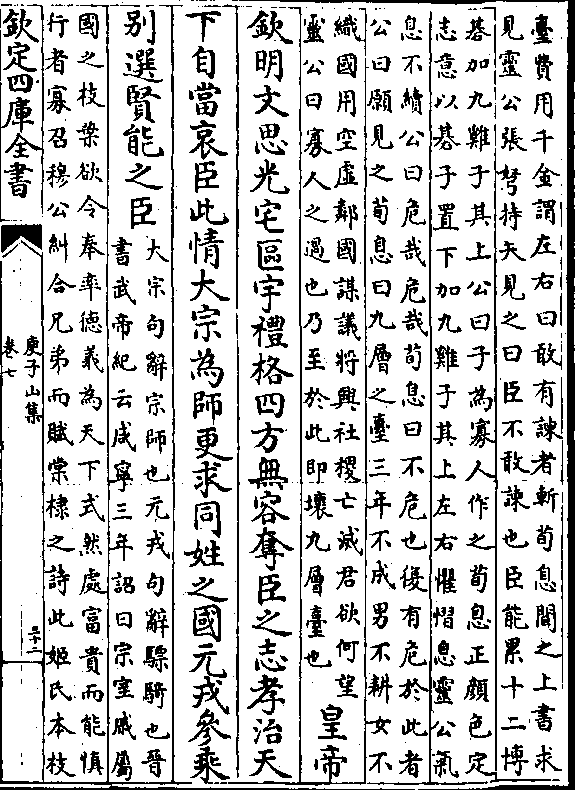 臺費用千金謂左右曰敢有諫者斬荀息聞之上書求
見靈公張弩持矢見之曰臣不敢諫也臣能累十二博
棊加九雞子其上公曰子為寡人作之荀息正顔色定
志意以棊子置下加九雞子其上左右懼慴息靈公氣
息不續公曰危哉危哉荀息曰不危也復有危於此者
公曰願見之荀息曰九層之臺三年不成男不耕女不
織國用空虛鄰國謀議將興社稷亡滅君欲何望
靈公曰寡人之過也乃至於此即壞九層臺也
皇帝
欽明文思光宅區宇禮格四方無容奪臣之志孝治天
下自當哀臣此情大宗為師更求同姓之國元戎參乘
别選賢能之臣
大宗句辭宗師也元戎句辭驃騎也晉
書武帝紀云咸寧三年詔曰宗室戚屬
國之枝葉欲令奉率德義為天下式然處富貴而能慎
行者寡召穆公糾合兄弟而賦棠棣之詩此姬氏本枝
欽定四庫全書
庾子山集
卷七